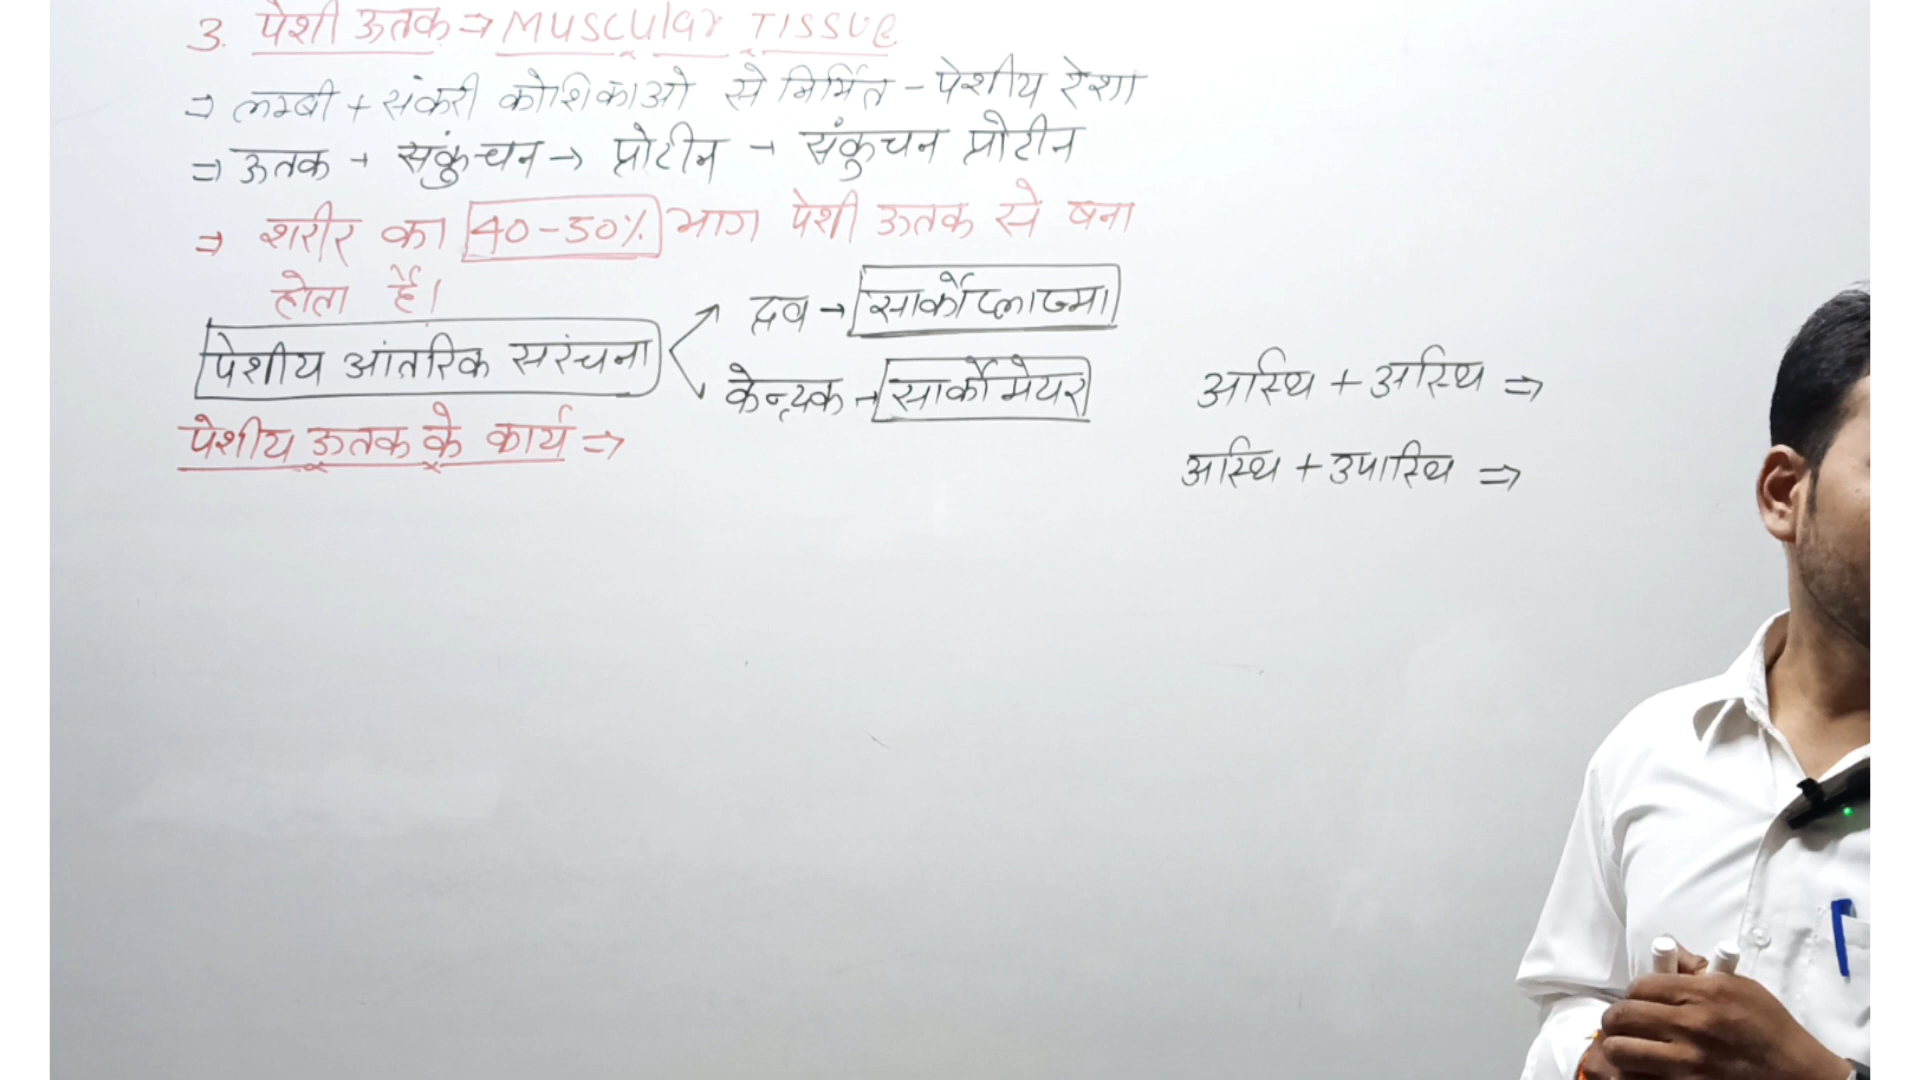 3. पेशी ऊतक ⇒ MUSCULAR TISSUE
⇒ लम्बी + संकरी कोशिकाओ से निर्मित - पेशीय रेशा
⇒ ऊतक → संकुचन → प्रोटीन → संकुचन प्रोटीन
⇒ शरीर का 40-50% भाग पेशी ऊतक से बना
होता है।
पेशीय आंतरिक सरंचना
द्रव → सार्कोप्लाज्मा
केन्द्रक → सार्कोमेयर
पेशीय ऊतक के कार्य ⇒
अस्थि + अस्थि ⇒
अस्थि + उपास्थि ⇒